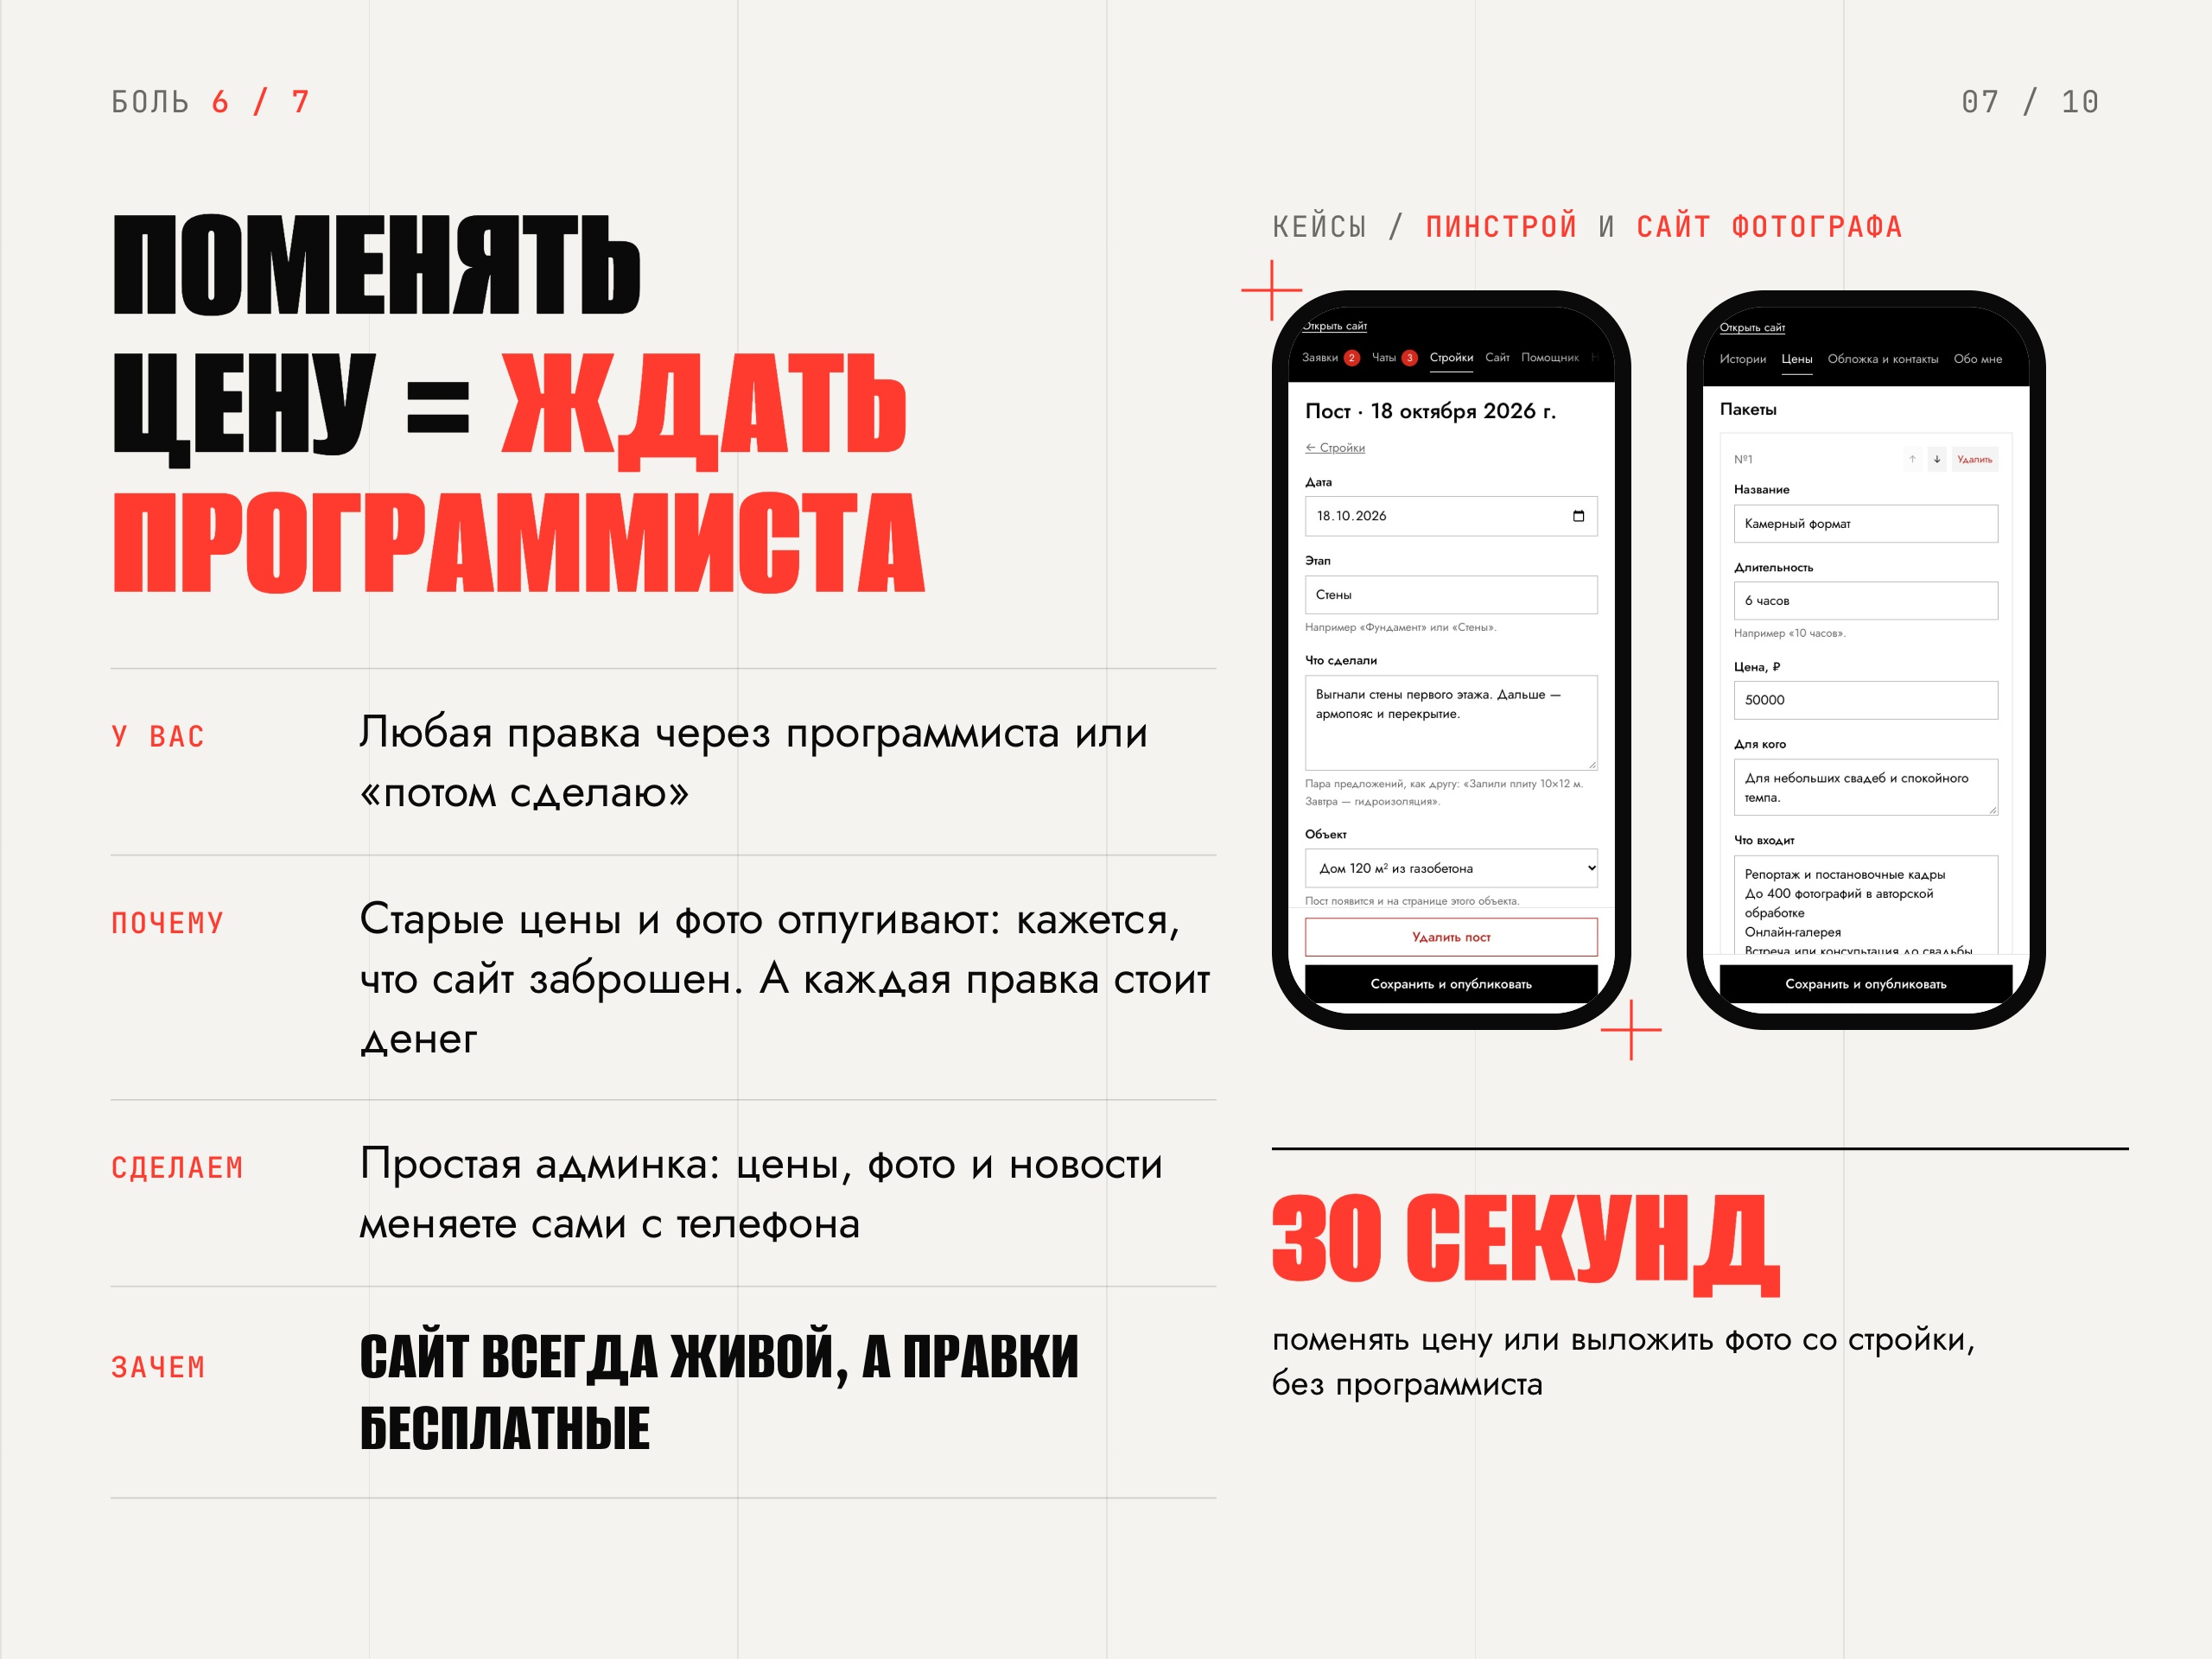 БОЛЬ 6 / 7
07 / 10
ПОМЕНЯТЬ
ЦЕНУ = ЖДАТЬ
ПРОГРАММИСТА
У ВАС
Любая правка через программиста или
«потом сделаю»
ПОЧЕМУ
Старые цены и фото отпугивают: кажется,
что сайт заброшен. А каждая правка стоит
денег
СДЕЛАЕМ
Простая админка: цены, фото и новости
меняете сами с телефона
ЗАЧЕМ
САЙТ ВСЕГДА ЖИВОЙ, А ПРАВКИ
БЕСПЛАТНЫЕ
КЕЙСЫ / ПИНСТРОЙ И САЙТ ФОТОГРАФА
Открыть сайт
Заявки 2 Чаты 3 Стройки Сайт Помощник
Пост · 18 октября 2026 г.
← Стройки
Дата
18.10.2026
Этап
Стены
Например «Фундамент» или «Стены».
Что сделали
Выгнали стены первого этажа. Дальше —
армопояс и перекрытие.
Пара предложений, как другу: «Залили плиту 10×12 м.
Завтра — гидроизоляция».
Объект
Дом 120 м² из газобетона
Пост появится и на странице этого объекта.
Удалить пост
Сохранить и опубликовать
Открыть сайт
Истории Цены Обложка и контакты Обо мне
Пакеты
№1 ↑ ↓ Удалить
Название
Камерный формат
Длительность
6 часов
Например «10 часов».
Цена, ₽
50000
Для кого
Для небольших свадеб и спокойного
темпа.
Что входит
Репортаж и постановочные кадры
До 400 фотографий в авторской
обработке
Онлайн-галерея
Встреча или консультация до свадьбы
Сохранить и опубликовать
30 СЕКУНД
поменять цену или выложить фото со стройки,
без программиста